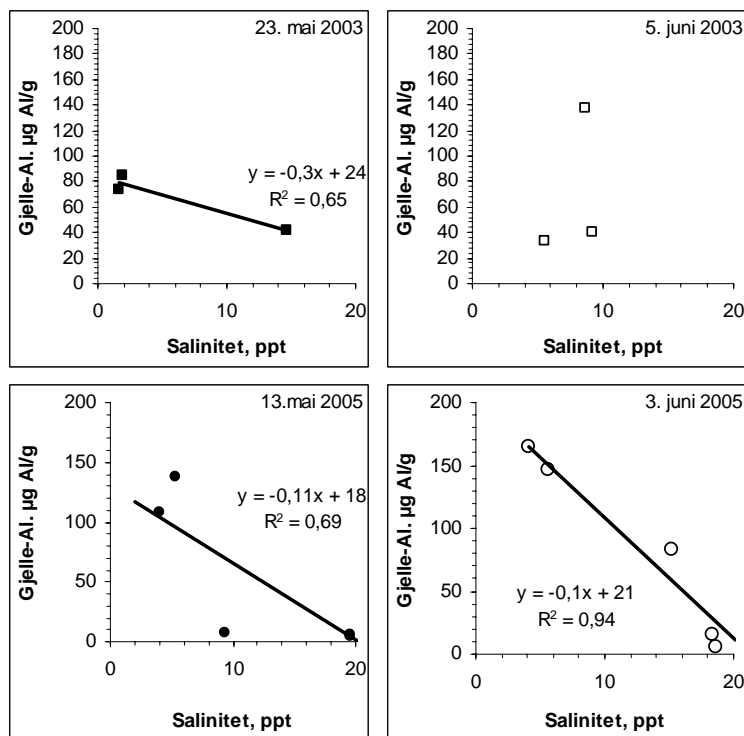 23. mai 2003
Gjelle-Al. µg Al/g
200
180
160
140
120
100
80
60
40
20
0
y = -0,3x + 24
R² = 0,65
0
10
20
Salinitet, ppt
5. juni 2003
Gjelle-Al. µg Al/g
200
180
160
140
120
100
80
60
40
20
0
0
10
20
Salinitet, ppt
13.mai 2005
Gjelle-Al. µg Al/g
200
150
100
50
0
y = -0,11x + 18
R² = 0,69
0
10
20
Salinitet, ppt
3. juni 2005
Gjelle-Al. µg Al/g
200
150
100
50
0
y = -0,1x + 21
R² = 0,94
0
10
20
Salinitet, ppt